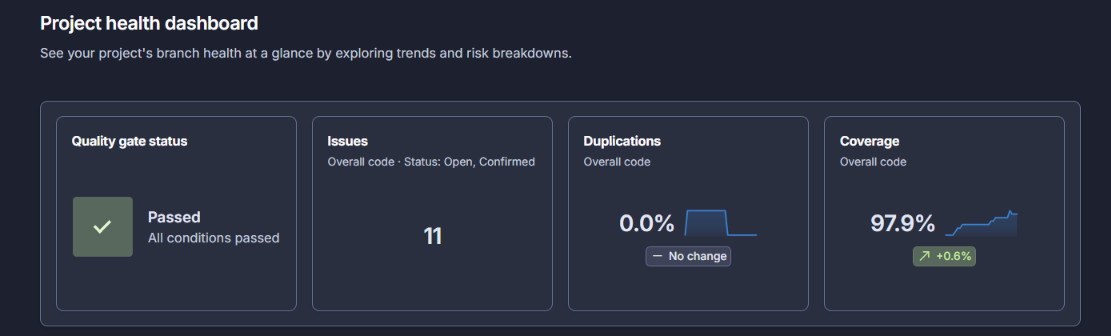 Project health dashboard
See your project's branch health at a glance by exploring trends and risk breakdowns.
Quality gate status
Passed
All conditions passed
Issues
Overall code · Status: Open, Confirmed
11
Duplications
Overall code
0.0%
No change
Coverage
Overall code
97.9%
+0.6%